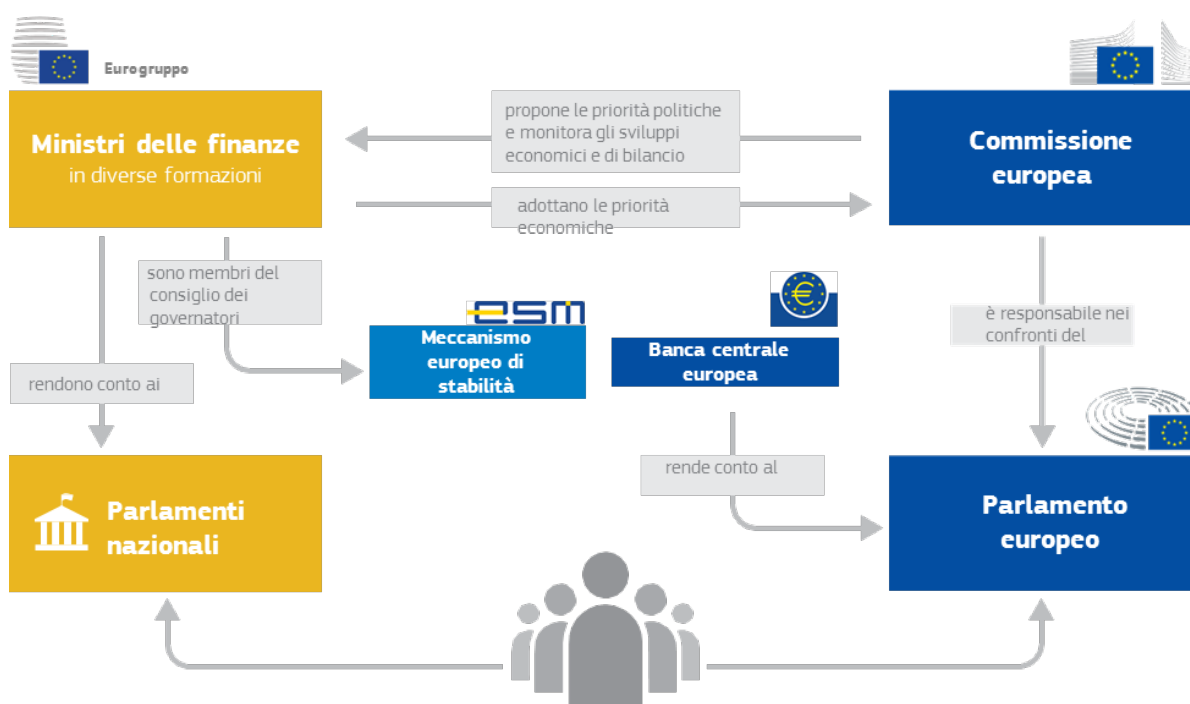 Eurogruppo
Ministri delle finanze
in diverse formazioni
propone le priorità politiche
e monitora gli sviluppi
economici e di bilancio
Commissione
europea
adottano le priorità
economiche
sono membri del
consiglio dei
governatori
esm
Meccanismo
europeo di
stabilità
€
Banca centrale
europea
è responsabile nei
confronti del
rendono conto ai
rende conto al
Parlamenti
nazionali
Parlamento
europeo